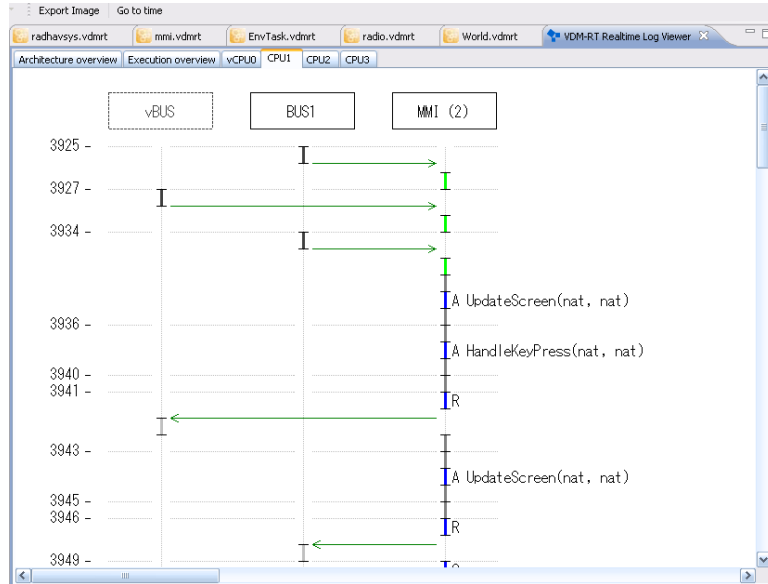 Export Image Go to time
radhavsys.vdmrt mmi.vdmrt EnvTask.vdmrt radio.vdmrt World.vdmrt VDM-RT Realtime Log Viewer
Architecture overview Execution overview vCPU0 CPU1 CPU2 CPU3
vBUS BUS1 MMI (2)
3925 -
3927 -
3934 -
A UpdateScreen(nat, nat)
3936 -
A HandleKeyPress(nat, nat)
3940 -
3941 -
R
3943 -
A UpdateScreen(nat, nat)
3945 -
3946 -
R
3949 -